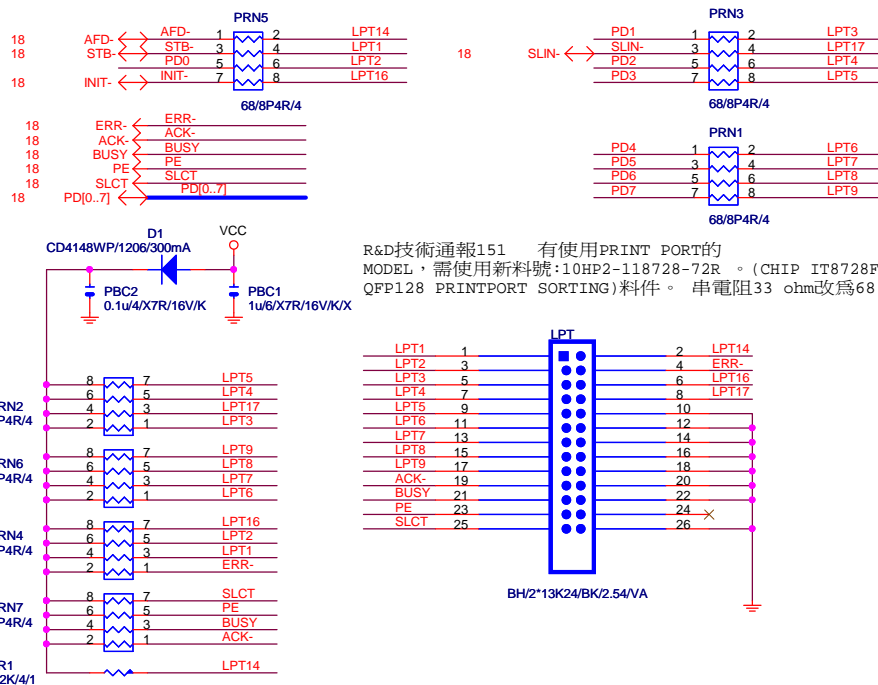 PRN5
18 AFD- AFD- 1 2 LPT14
18 STB- STB- 3 4 LPT1
PD0 5 6 LPT2
18 INIT- INIT- 7 8 LPT16
68/8P4R/4
PRN3
PD1 1 2 LPT3
18 SLIN- SLIN- 3 4 LPT17
PD2 5 6 LPT4
PD3 7 8 LPT5
68/8P4R/4
18 ERR- ERR-
18 ACK- ACK-
18 BUSY BUSY
18 PE PE
18 SLCT SLCT
18 PD[0..7] PD[0..7]
PRN1
PD4 1 2 LPT6
PD5 3 4 LPT7
PD6 5 6 LPT8
PD7 7 8 LPT9
68/8P4R/4
D1 VCC
CD4148WP/1206/300mA
PBC2
0.1u/4/X7R/16V/K
PBC1
1u/6/X7R/16V/K/X
R&D技術通報151 有使用PRINT PORT的
MODEL，需使用新料號:10HP2-118728-72R 。(CHIP IT8728F
QFP128 PRINTPORT SORTING)料件。 串電阻33 ohm改爲68
8 7 LPT5
6 5 LPT4
4 3 LPT17
2 1 LPT3
RN2
P4R/4
8 7 LPT9
6 5 LPT8
4 3 LPT7
2 1 LPT6
RN6
P4R/4
8 7 LPT16
6 5 LPT2
4 3 LPT1
2 1 ERR-
RN4
P4R/4
8 7 SLCT
6 5 PE
4 3 BUSY
2 1 ACK-
RN7
P4R/4
R1 LPT14
2K/4/1
LPT
LPT1 1 2 LPT14
LPT2 3 4 ERR-
LPT3 5 6 LPT16
LPT4 7 8 LPT17
LPT5 9 10
LPT6 11 12
LPT7 13 14
LPT8 15 16
LPT9 17 18
ACK- 19 20
BUSY 21 22
PE 23 24
SLCT 25 26
BH/2*13K24/BK/2.54/VA